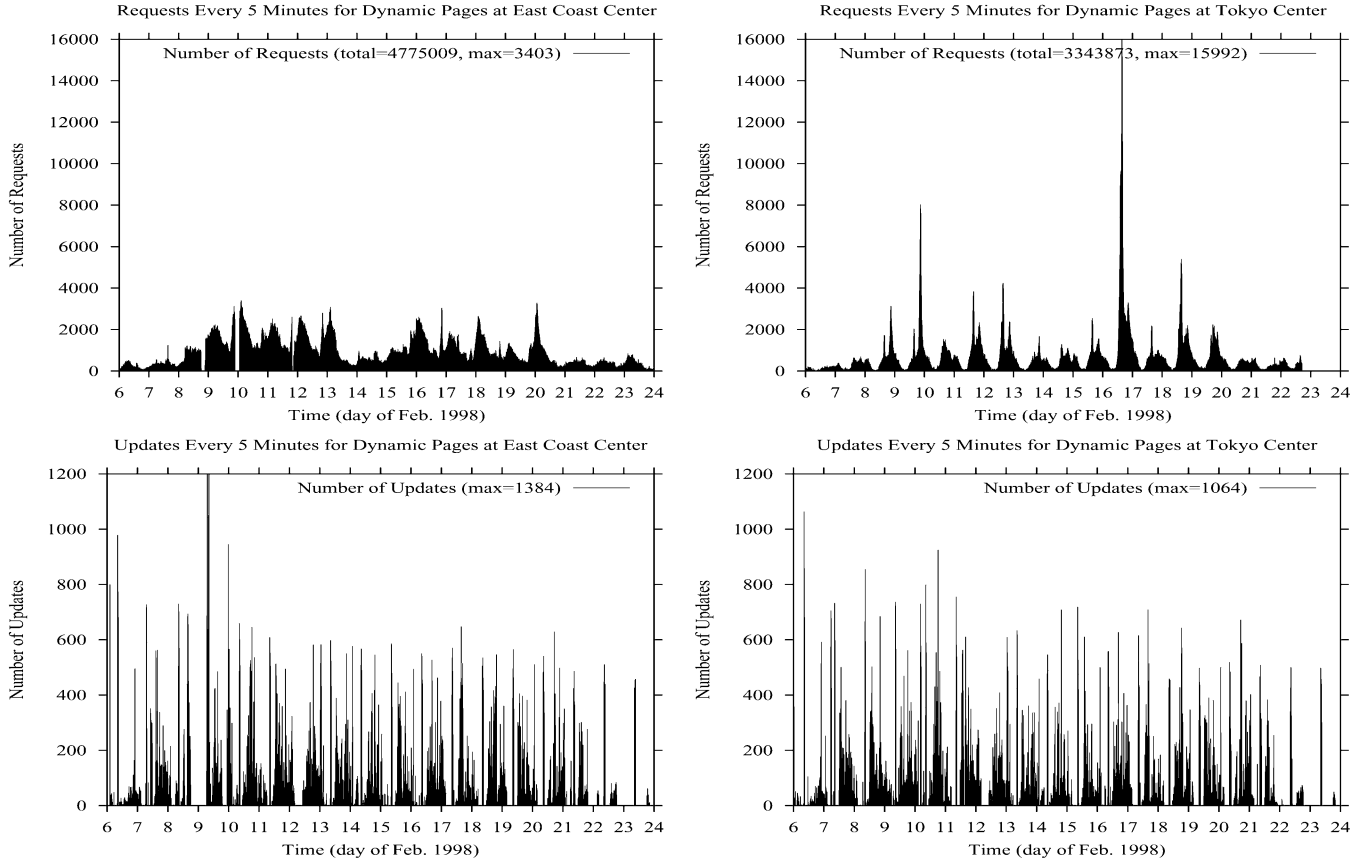 Requests Every 5 Minutes for Dynamic Pages at East Coast Center
Number of Requests (total=4775009, max=3403)
16000
14000
12000
10000
8000
6000
4000
2000
0
Number of Requests
6 7 8 9 10 11 12 13 14 15 16 17 18 19 20 21 22 23 24
Time (day of Feb. 1998)
Requests Every 5 Minutes for Dynamic Pages at Tokyo Center
Number of Requests (total=3343873, max=15992)
16000
14000
12000
10000
8000
6000
4000
2000
0
Number of Requests
6 7 8 9 10 11 12 13 14 15 16 17 18 19 20 21 22 23 24
Time (day of Feb. 1998)
Updates Every 5 Minutes for Dynamic Pages at East Coast Center
Number of Updates (max=1384)
1200
1000
800
600
400
200
0
Number of Updates
6 7 8 9 10 11 12 13 14 15 16 17 18 19 20 21 22 23 24
Time (day of Feb. 1998)
Updates Every 5 Minutes for Dynamic Pages at Tokyo Center
Number of Updates (max=1064)
1200
1000
800
600
400
200
0
Number of Updates
6 7 8 9 10 11 12 13 14 15 16 17 18 19 20 21 22 23 24
Time (day of Feb. 1998)